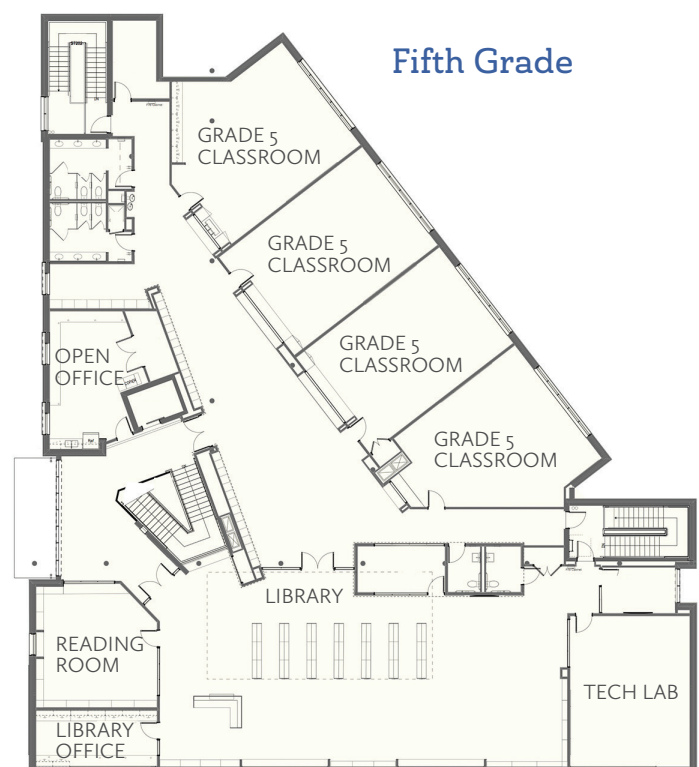 Fifth Grade
GRADE 5
CLASSROOM
GRADE 5
CLASSROOM
GRADE 5
CLASSROOM
GRADE 5
CLASSROOM
OPEN
OFFICE
LIBRARY
READING
ROOM
LIBRARY
OFFICE
TECH LAB